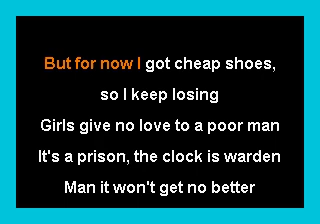 But for now I got cheap shoes,
so I keep losing
Girls give no love to a poor man
It's a prison, the clock is warden
Man it won't get no better